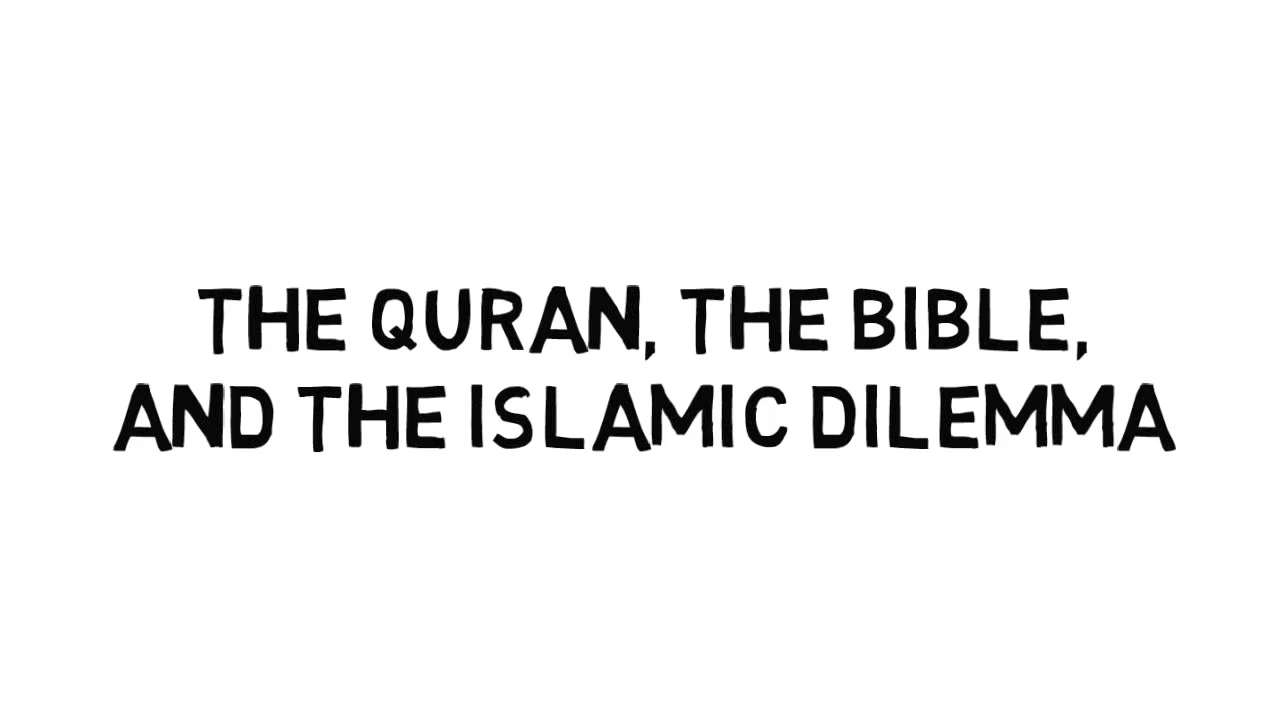 THE QURAN, THE BIBLE,
AND THE ISLAMIC DILEMMA